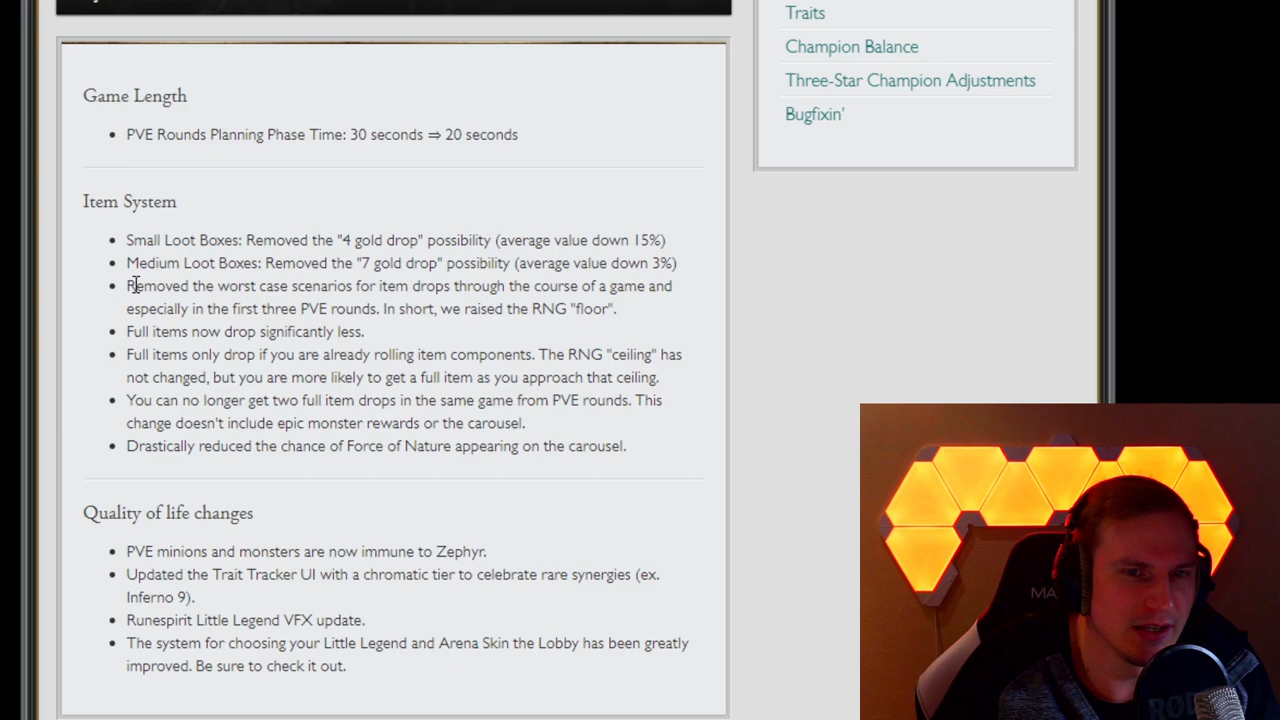 Traits
Champion Balance
Three-Star Champion Adjustments
Bugfixin'
Game Length
PVE Rounds Planning Phase Time: 30 seconds ⇒ 20 seconds
Item System
Small Loot Boxes: Removed the "4 gold drop" possibility (average value down 15%)
Medium Loot Boxes: Removed the "7 gold drop" possibility (average value down 3%)
Removed the worst case scenarios for item drops through the course of a game and
especially in the first three PVE rounds. In short, we raised the RNG "floor".
Full items now drop significantly less.
Full items only drop if you are already rolling item components. The RNG "ceiling" has
not changed, but you are more likely to get a full item as you approach that ceiling.
You can no longer get two full item drops in the same game from PVE rounds. This
change doesn't include epic monster rewards or the carousel.
Drastically reduced the chance of Force of Nature appearing on the carousel.
Quality of life changes
PVE minions and monsters are now immune to Zephyr.
Updated the Trait Tracker UI with a chromatic tier to celebrate rare synergies (ex.
Inferno 9).
Runespirit Little Legend VFX update.
The system for choosing your Little Legend and Arena Skin the Lobby has been greatly
improved. Be sure to check it out.
MA